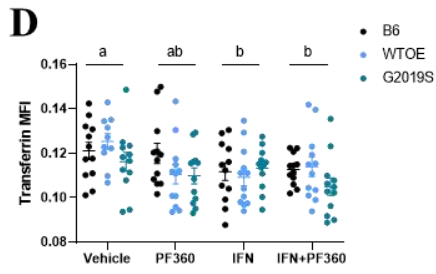 D
B6
WTOE
G2019S
a ab b b
0.16
0.14
0.12
0.10
0.08
Transferrin MFI
Vehicle PF360 IFN IFN+PF360